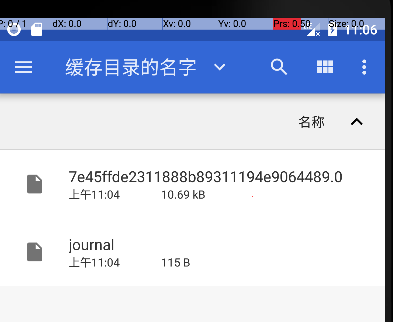 P: 0 / 1 dX: 0.0 dY: 0.0 Xv: 0.0 Yv: 0.0 Prs: 0.50 Size: 0.0
11:06
缓存目录的名字
名称
7e45ffde2311888b89311194e9064489.0
上午11:04 10.69 kB
journal
上午11:04 115 B